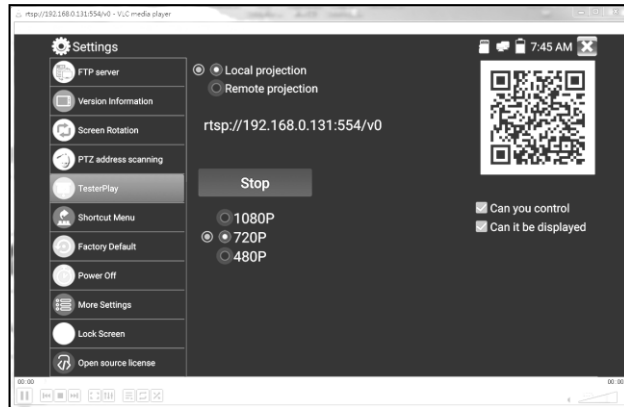 rtsp://192.168.0.131:554/v0 - VLC media player
Settings
7:45 AM
FTP server
Version Information
Screen Rotation
PTZ address scanning
TesterPlay
Shortcut Menu
Factory Default
Power Off
More Settings
Lock Screen
Open source license
Local projection
Remote projection
rtsp://192.168.0.131:554/v0
Stop
1080P
720P
480P
Can you control
Can it be displayed
00:00
00:00